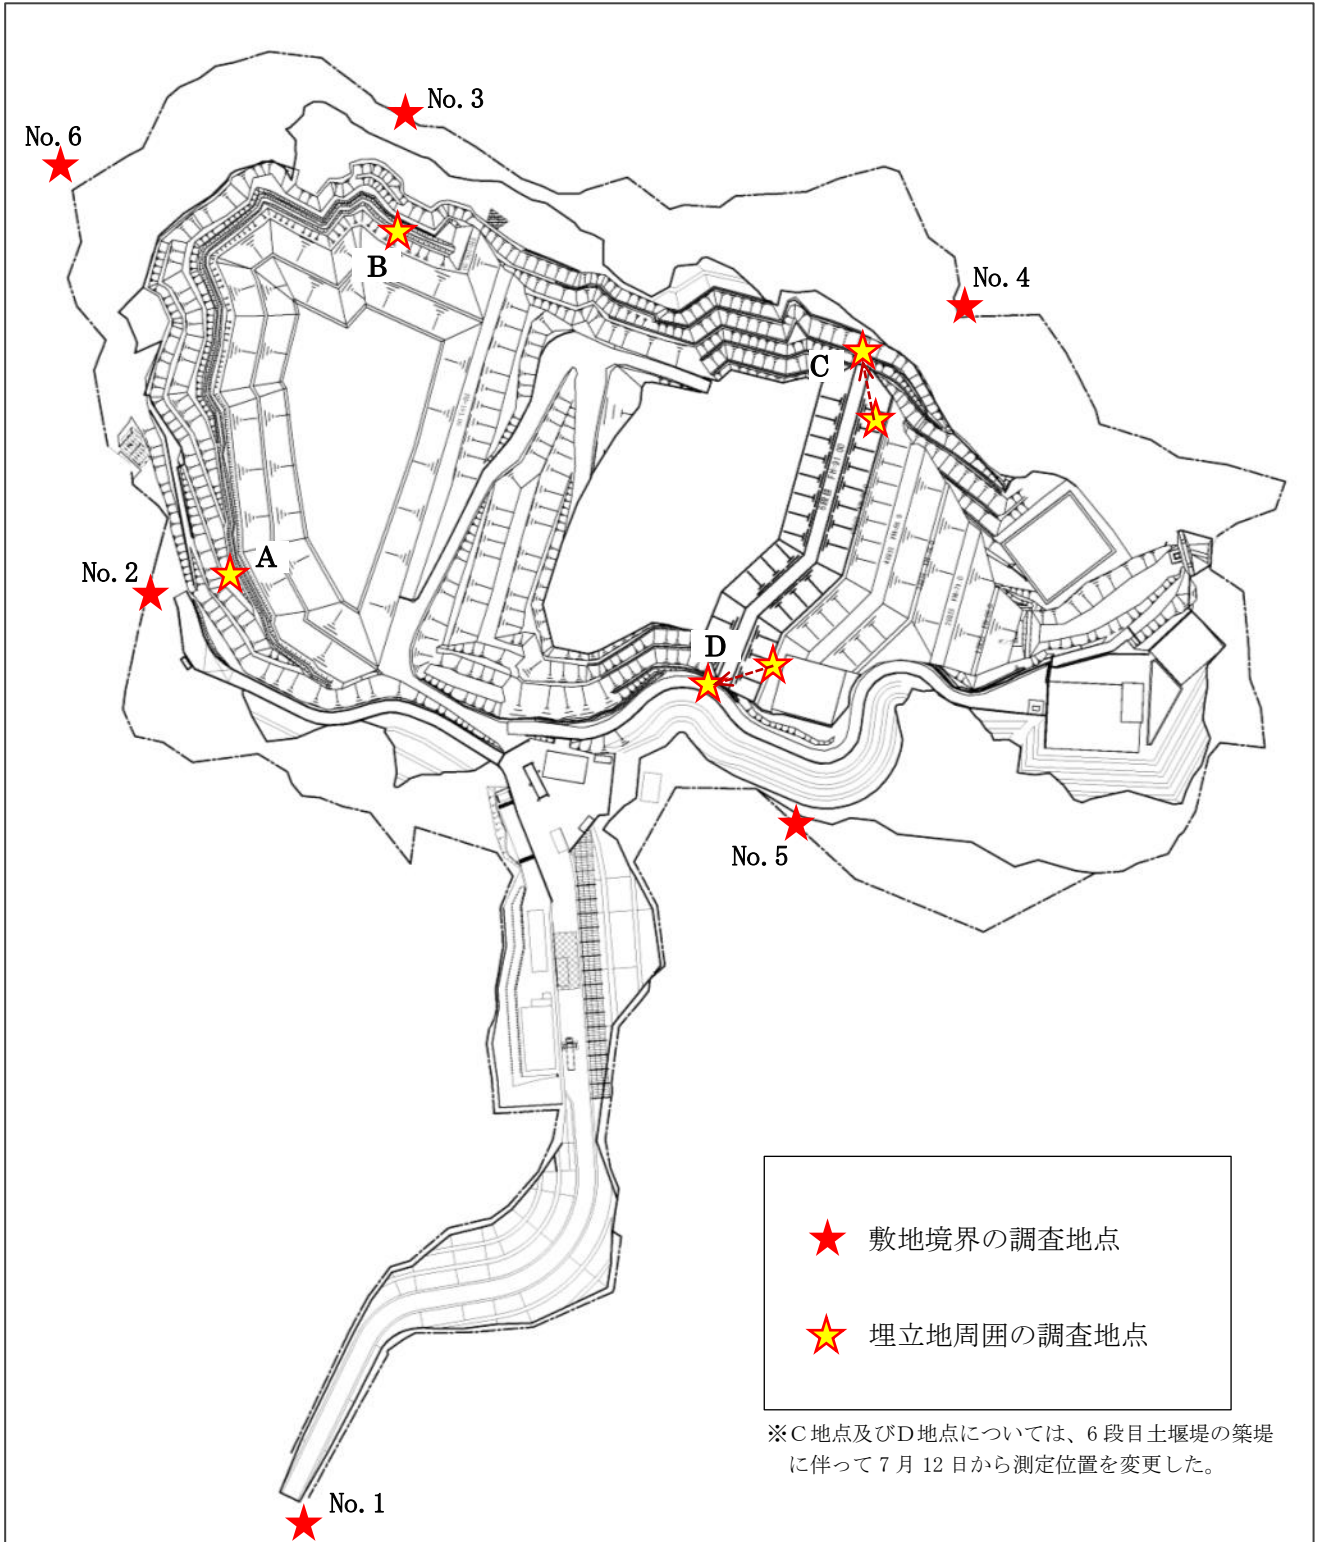 No. 3
No. 6
B
No. 4
C
A
No. 2
D
No. 5
敷地境界の調査地点
埋立地周囲の調査地点
※C地点及びD地点については、6段目土堰堤の築堤
に伴って7月12日から測定位置を変更した。
No. 1